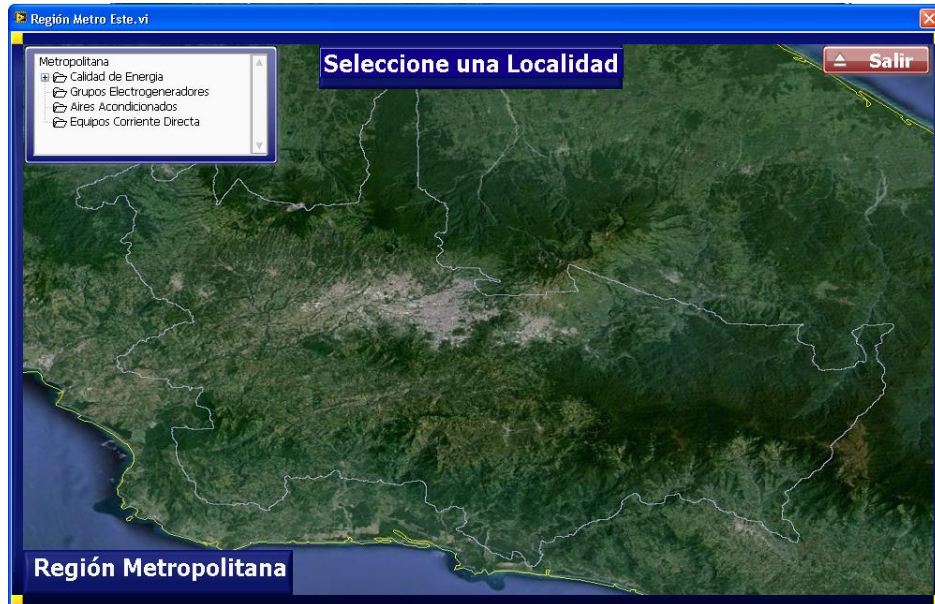 Región Metro Este.vi
Metropolitana
Calidad de Energia
Grupos Electrogeneradores
Aires Acondicionados
Equipos Corriente Directa
Seleccione una Localidad
Salir
Región Metropolitana